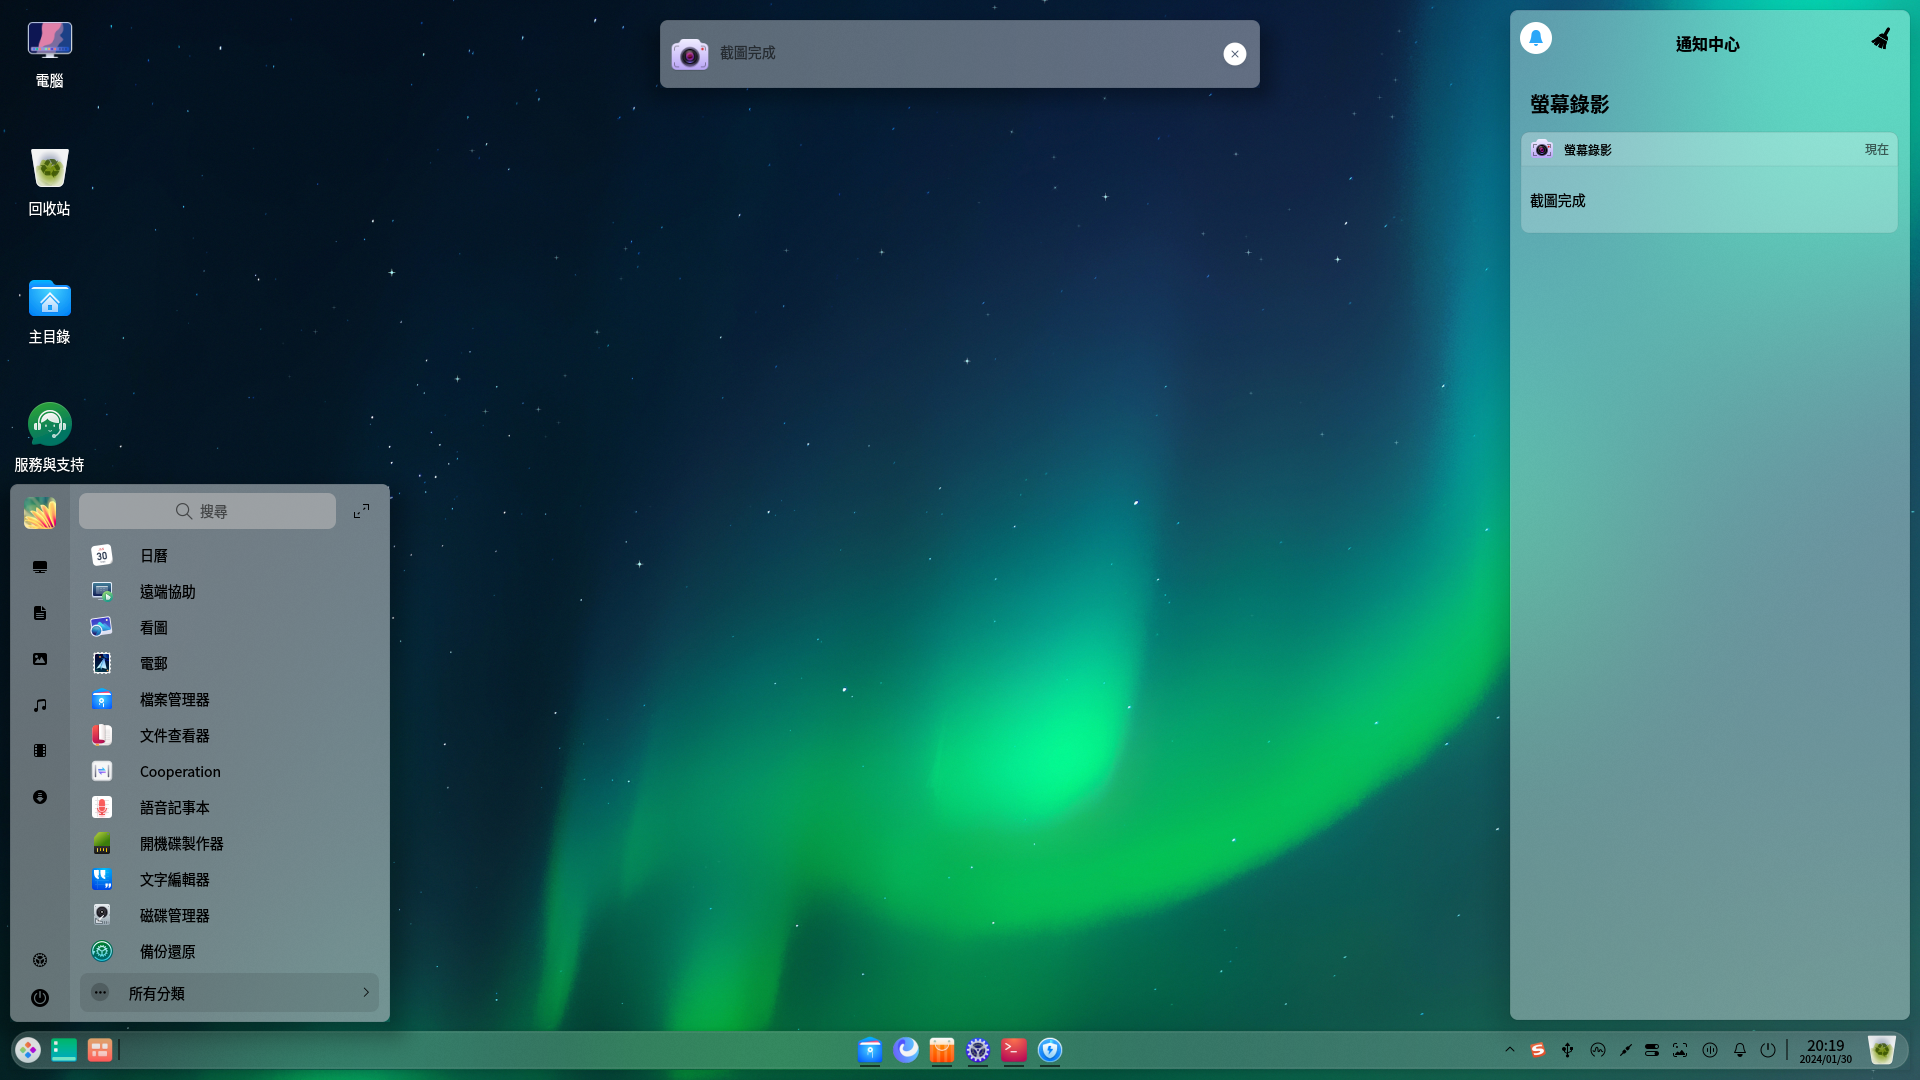 電腦
回收站
主目錄
服務與支持
截圖完成
通知中心
螢幕錄影
螢幕錄影
現在
截圖完成
搜尋
30
日曆
遠端協助
看圖
電郵
檔案管理器
文件查看器
Cooperation
語音記事本
開機碟製作器
文字編輯器
磁碟管理器
備份還原
所有分類
20:19
2024/01/30